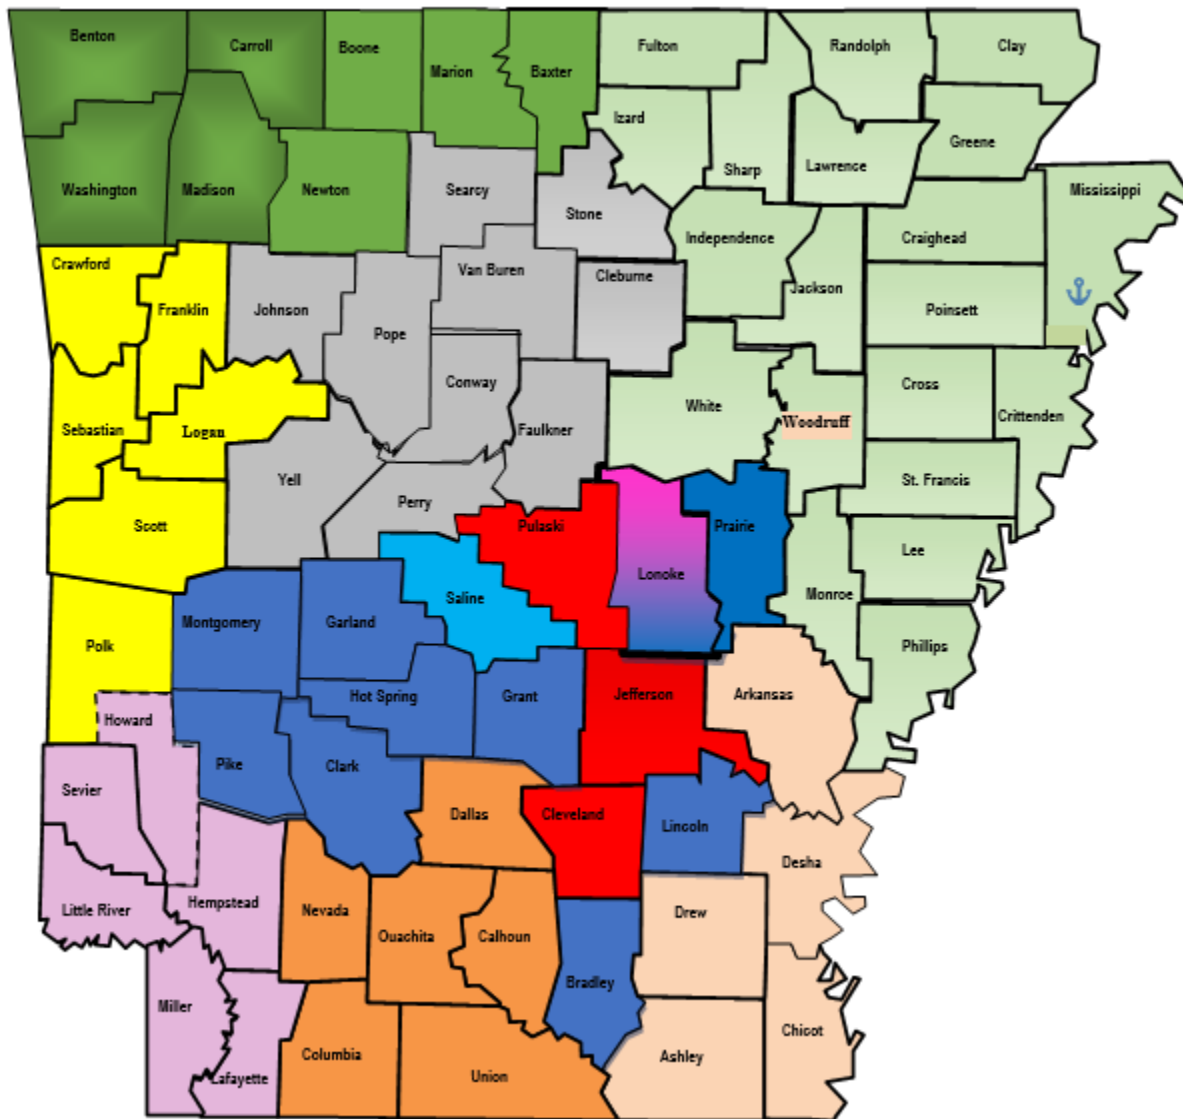 Benton
Carroll
Boone
Marion
Baxter
Fulton
Randolph
Clay
Izard
Sharp
Lawrence
Greene
Washington
Madison
Newton
Searcy
Stone
Mississippi
Independence
Craighead
Crawford
Franklin
Johnson
Pope
Van Buren
Cleburne
Jackson
Poinsett
Sebastian
Logan
Conway
Faulkner
White
Woodruff
Cross
Crittenden
Yell
Perry
St. Francis
Scott
Pulaski
Lonoke
Prairie
Lee
Polk
Montgomery
Garland
Saline
Monroe
Phillips
Howard
Hot Spring
Grant
Jefferson
Arkansas
Sevier
Pike
Clark
Dallas
Cleveland
Lincoln
Desha
Little River
Hempstead
Nevada
Ouachita
Calhoun
Drew
Bradley
Miller
Chicot
Lafayette
Columbia
Union
Ashley